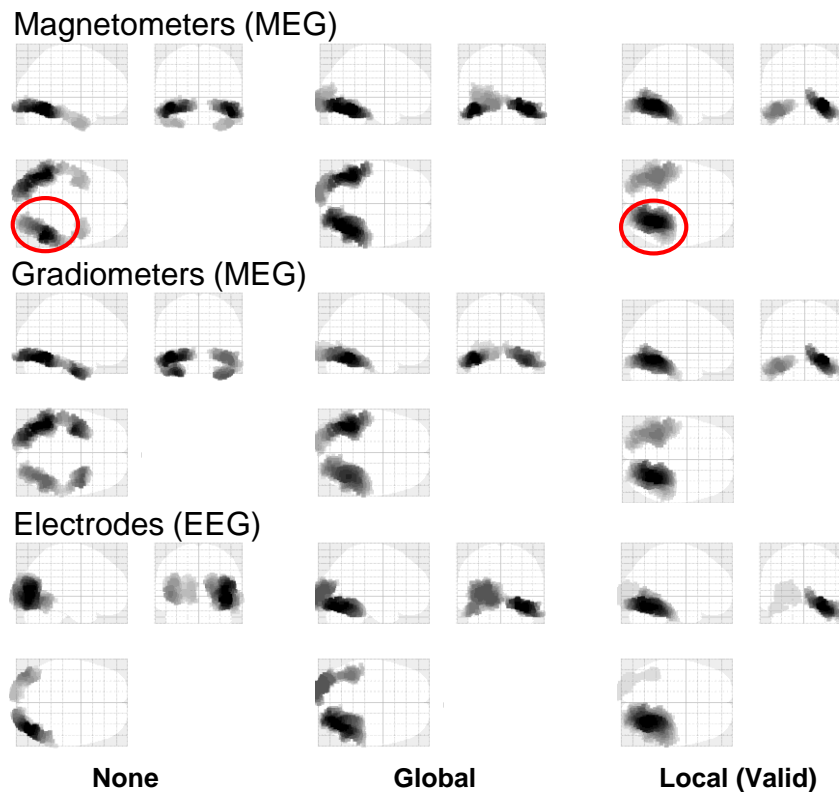 Magnetometers (MEG)
Gradiometers (MEG)
Electrodes (EEG)
None Global Local (Valid)